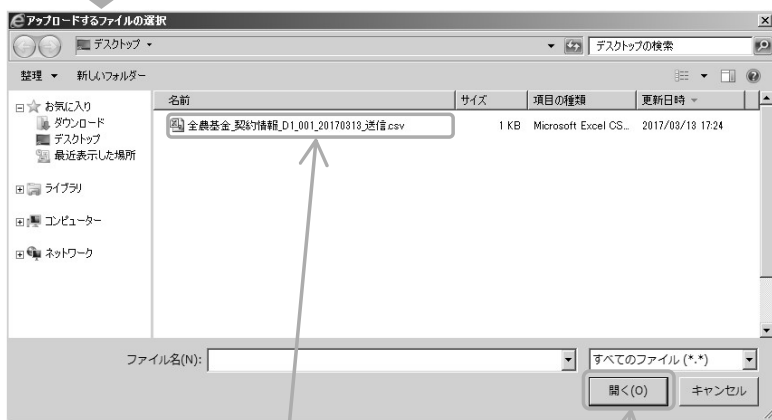 アップロードするファイルの選択
デスクトップ
デスクトップの検索
整理 新しいフォルダー
名前 サイズ 項目の種類 更新日時
お気に入り
ダウンロード
デスクトップ
最近表示した場所
ライブラリ
コンピューター
ネットワーク
全農基金_契約情報_D1_001_20170313_送信.csv 1 KB Microsoft Excel CS... 2017/03/13 17:24
ファイル名(N): すべてのファイル (*.*)
開く(O) キャンセル